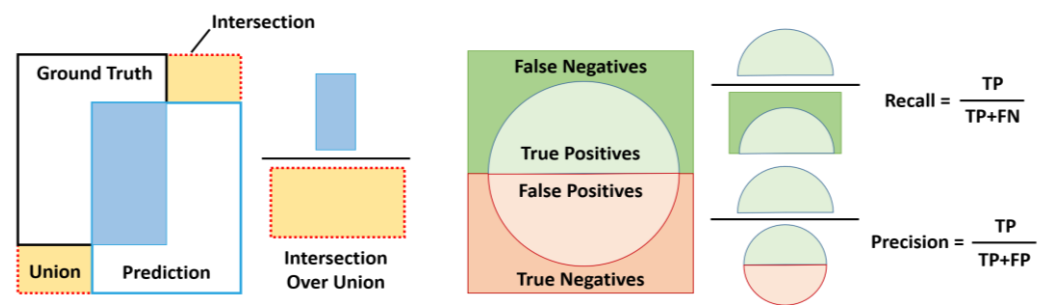 Intersection
Ground Truth
Union
Prediction
Intersection
Over Union
False Negatives
True Positives
False Positives
True Negatives
Recall = TP
TP+FN
Precision = TP
TP+FP